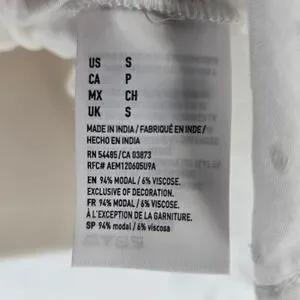 US S
CA P
MX CH
UK S
MADE IN INDIA / FABRIQUÉ EN INDE /
HECHO EN INDIA
RN 54485/CA 03873
RFC# AEM120605U9A
EN 94% MODAL / 6% VISCOSE.
EXCLUSIVE OF DECORATION.
FR 94% MODAL / 6% VISCOSE.
À L'EXCEPTION DE LA GARNITURE.
SP 94% modal / 6% viscosa